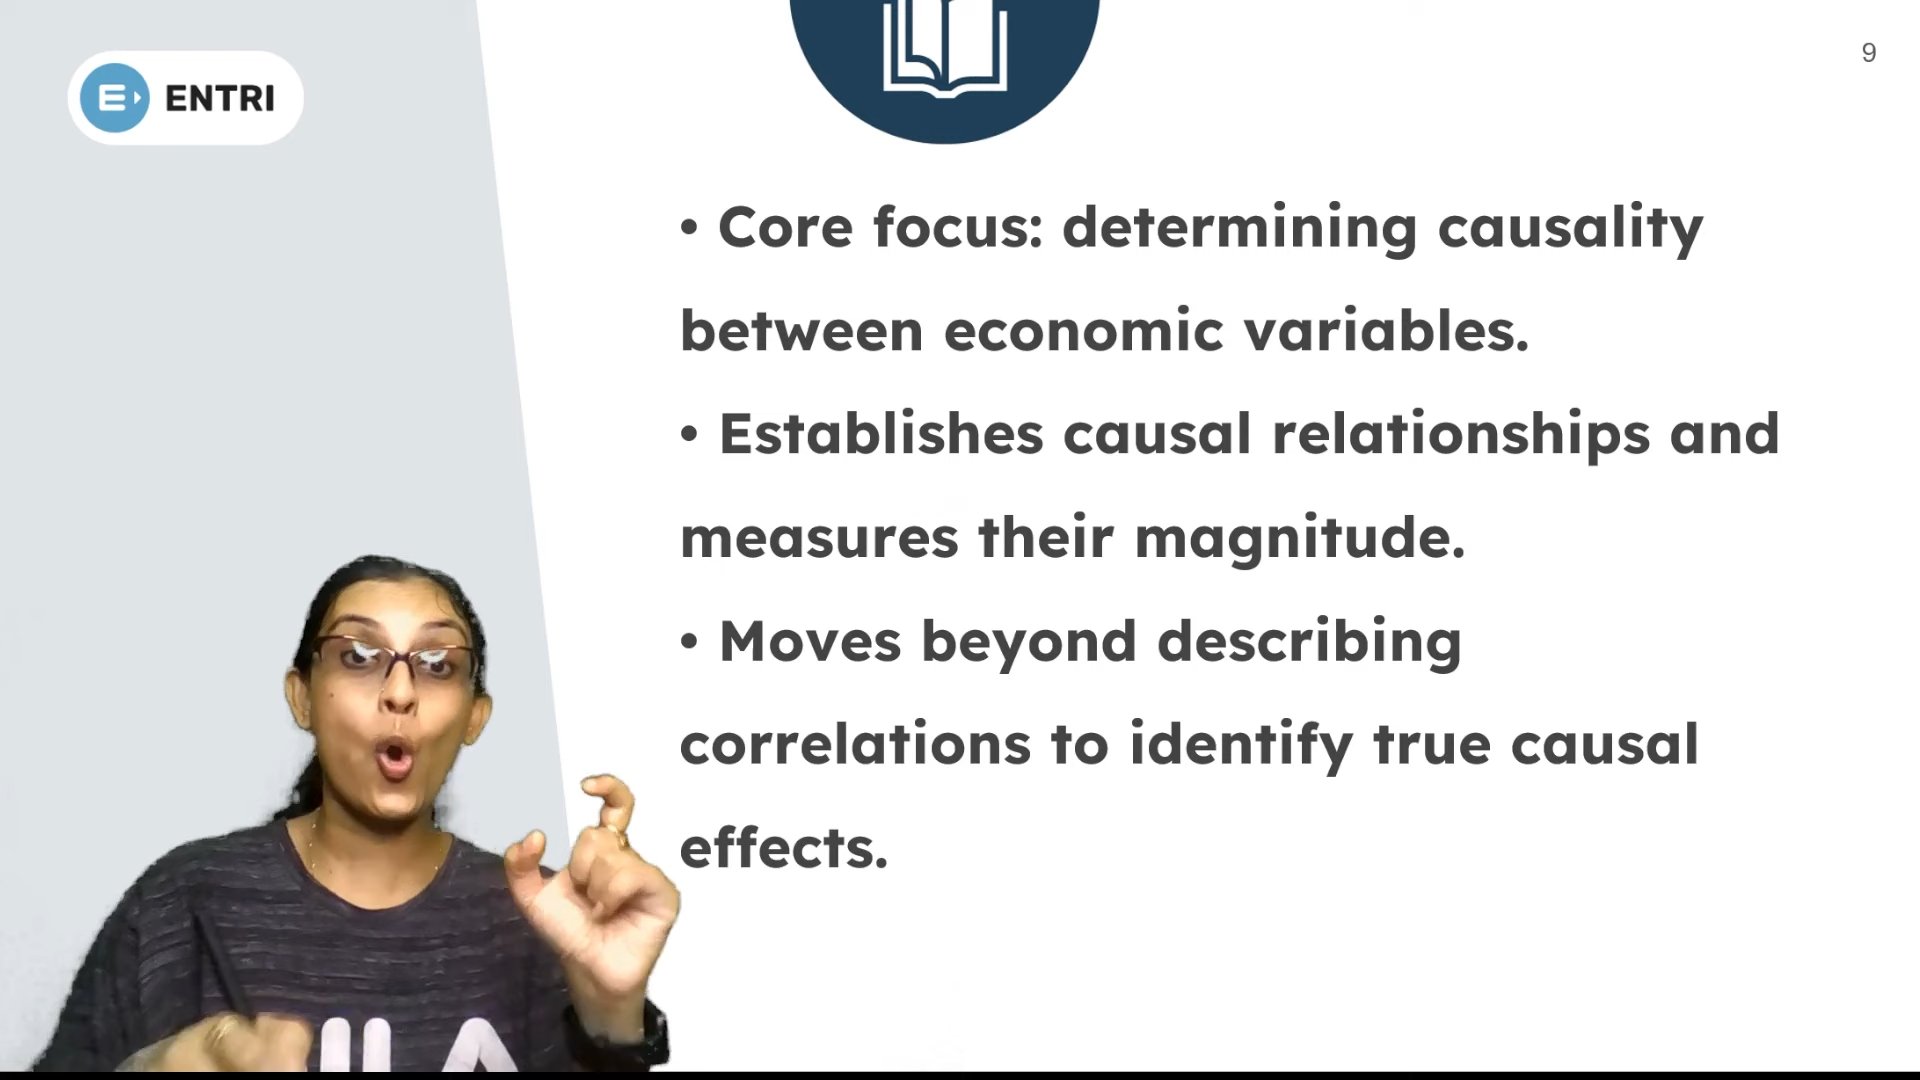 ENTRI
9
• Core focus: determining causality
between economic variables.
• Establishes causal relationships and
measures their magnitude.
• Moves beyond describing
correlations to identify true causal
effects.